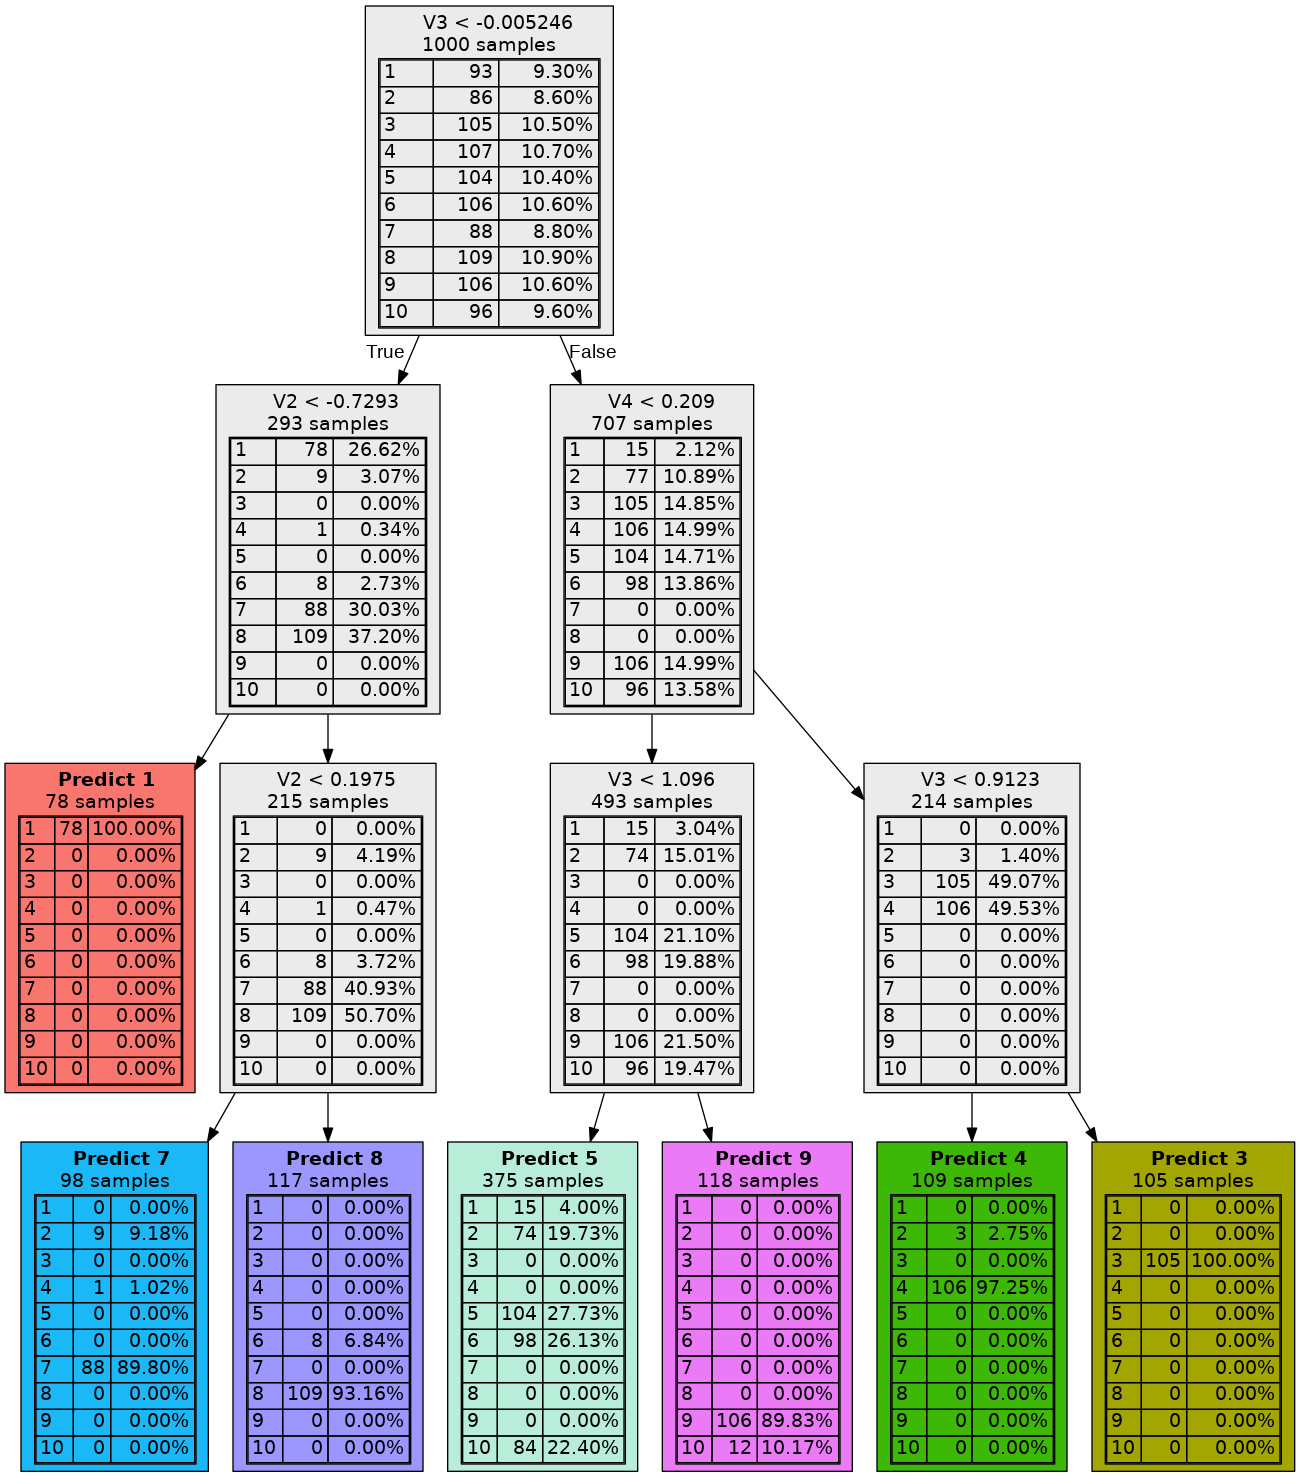 V3 < -0.005246
1000 samples
1 93 9.30%
2 86 8.60%
3 105 10.50%
4 107 10.70%
5 104 10.40%
6 106 10.60%
7 88 8.80%
8 109 10.90%
9 106 10.60%
10 96 9.60%
True
False
V2 < -0.7293
293 samples
1 78 26.62%
2 9 3.07%
3 0 0.00%
4 1 0.34%
5 0 0.00%
6 8 2.73%
7 88 30.03%
8 109 37.20%
9 0 0.00%
10 0 0.00%
V4 < 0.209
707 samples
1 15 2.12%
2 77 10.89%
3 105 14.85%
4 106 14.99%
5 104 14.71%
6 98 13.86%
7 0 0.00%
8 0 0.00%
9 106 14.99%
10 96 13.58%
Predict 1
78 samples
1 78 100.00%
2 0 0.00%
3 0 0.00%
4 0 0.00%
5 0 0.00%
6 0 0.00%
7 0 0.00%
8 0 0.00%
9 0 0.00%
10 0 0.00%
V2 < 0.1975
215 samples
1 0 0.00%
2 9 4.19%
3 0 0.00%
4 1 0.47%
5 0 0.00%
6 8 3.72%
7 88 40.93%
8 109 50.70%
9 0 0.00%
10 0 0.00%
V3 < 1.096
493 samples
1 15 3.04%
2 74 15.01%
3 0 0.00%
4 0 0.00%
5 104 21.10%
6 98 19.88%
7 0 0.00%
8 0 0.00%
9 106 21.50%
10 96 19.47%
V3 < 0.9123
214 samples
1 0 0.00%
2 3 1.40%
3 105 49.07%
4 106 49.53%
5 0 0.00%
6 0 0.00%
7 0 0.00%
8 0 0.00%
9 0 0.00%
10 0 0.00%
Predict 7
98 samples
1 0 0.00%
2 9 9.18%
3 0 0.00%
4 1 1.02%
5 0 0.00%
6 0 0.00%
7 88 89.80%
8 0 0.00%
9 0 0.00%
10 0 0.00%
Predict 8
117 samples
1 0 0.00%
2 0 0.00%
3 0 0.00%
4 0 0.00%
5 0 0.00%
6 8 6.84%
7 0 0.00%
8 109 93.16%
9 0 0.00%
10 0 0.00%
Predict 5
375 samples
1 15 4.00%
2 74 19.73%
3 0 0.00%
4 0 0.00%
5 104 27.73%
6 98 26.13%
7 0 0.00%
8 0 0.00%
9 0 0.00%
10 84 22.40%
Predict 9
118 samples
1 0 0.00%
2 0 0.00%
3 0 0.00%
4 0 0.00%
5 0 0.00%
6 0 0.00%
7 0 0.00%
8 0 0.00%
9 106 89.83%
10 12 10.17%
Predict 4
109 samples
1 0 0.00%
2 3 2.75%
3 0 0.00%
4 106 97.25%
5 0 0.00%
6 0 0.00%
7 0 0.00%
8 0 0.00%
9 0 0.00%
10 0 0.00%
Predict 3
105 samples
1 0 0.00%
2 0 0.00%
3 105 100.00%
4 0 0.00%
5 0 0.00%
6 0 0.00%
7 0 0.00%
8 0 0.00%
9 0 0.00%
10 0 0.00%